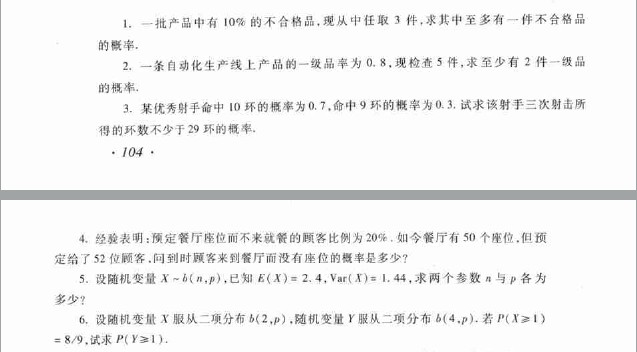 1. 一批产品中有 10% 的不合格品,现从中任取 3 件,求其中至多有一件不合格品
的概率.
2. 一条自动化生产线上产品的一级品率为 0.8,现检查 5 件,求至少有 2 件一级品
的概率.
3. 某优秀射手命中 10 环的概率为 0.7,命中 9 环的概率为 0.3. 试求该射手三次射击所
得的环数不少于 29 环的概率.
· 104 ·
4. 经验表明:预定餐厅座位而不来就餐的顾客比例为 20%. 如今餐厅有 50 个座位,但预
定给了 52 位顾客,问到时顾客来到餐厅而没有座位的概率是多少?
5. 设随机变量 X ~ b(n,p),已知 E(X) = 2.4,Var(X) = 1.44,求两个参数 n 与 p 各为
多少?
6. 设随机变量 X 服从二项分布 b(2,p),随机变量 Y 服从二项分布 b(4,p). 若 P(X≥1)
= 8/9,试求 P(Y≥1).